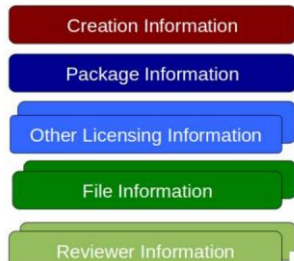 Creation Information
Package Information
Other Licensing Information
File Information
Reviewer Information